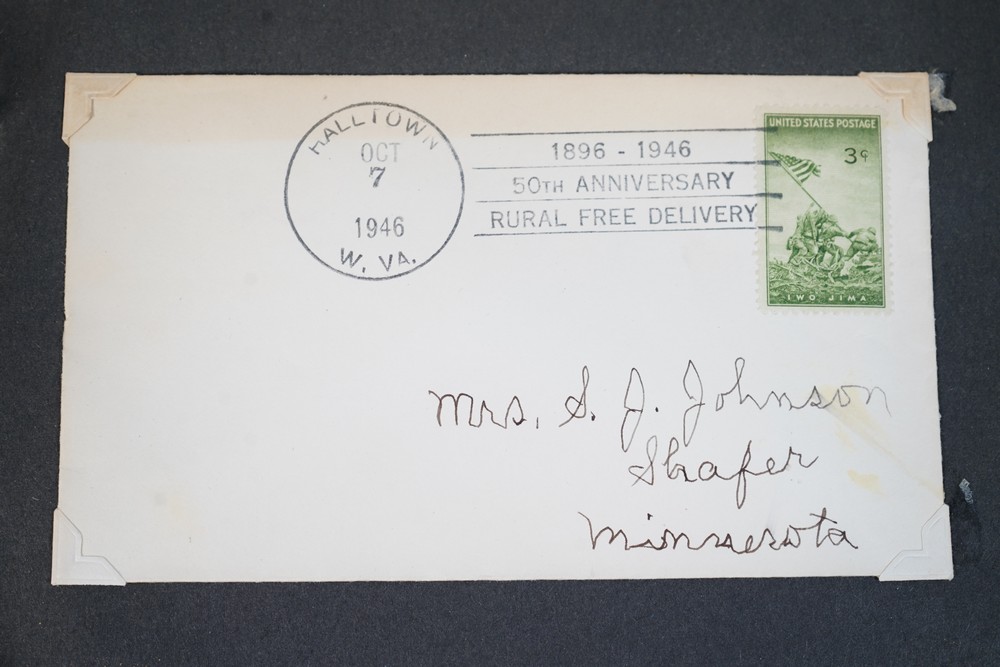 HALLTOWN
OCT
7
1946
W. VA.
1896 - 1946
50TH ANNIVERSARY
RURAL FREE DELIVERY
UNITED STATES POSTAGE
3¢
IWO JIMA
Mrs. S. J. Johnson
Shafer
Minnesota